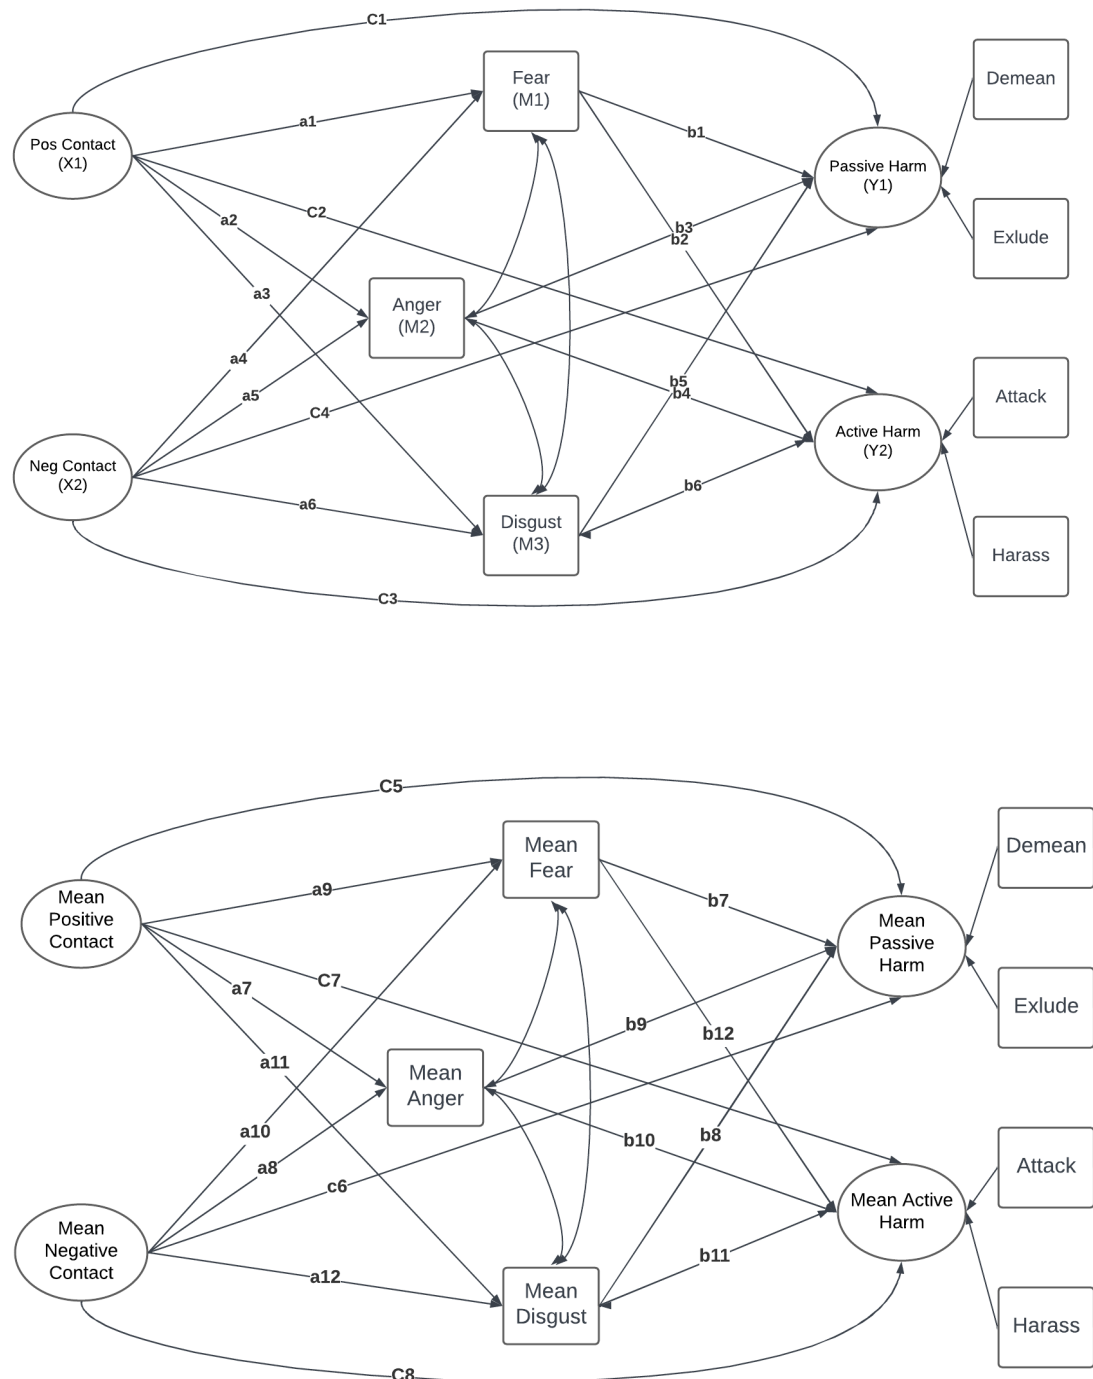 C1
Fear
(M1)
Demean
a1
b1
Pos Contact
(X1)
Passive Harm
(Y1)
a2
C2
b3
b2
Exlude
a3
Anger
(M2)
a4
b5
b4
a5
C4
Attack
Active Harm
(Y2)
Neg Contact
(X2)
b6
a6
Disgust
(M3)
Harass
C3
C5
Mean
Fear
Demean
a9
b7
Mean
Positive
Contact
Mean
Passive
Harm
a7
C7
b9
b12
Exlude
a11
Mean
Anger
a10
b10
b8
a8
c6
Attack
Mean Active
Harm
Mean
Negative
Contact
b11
a12
Mean
Disgust
Harass
C8